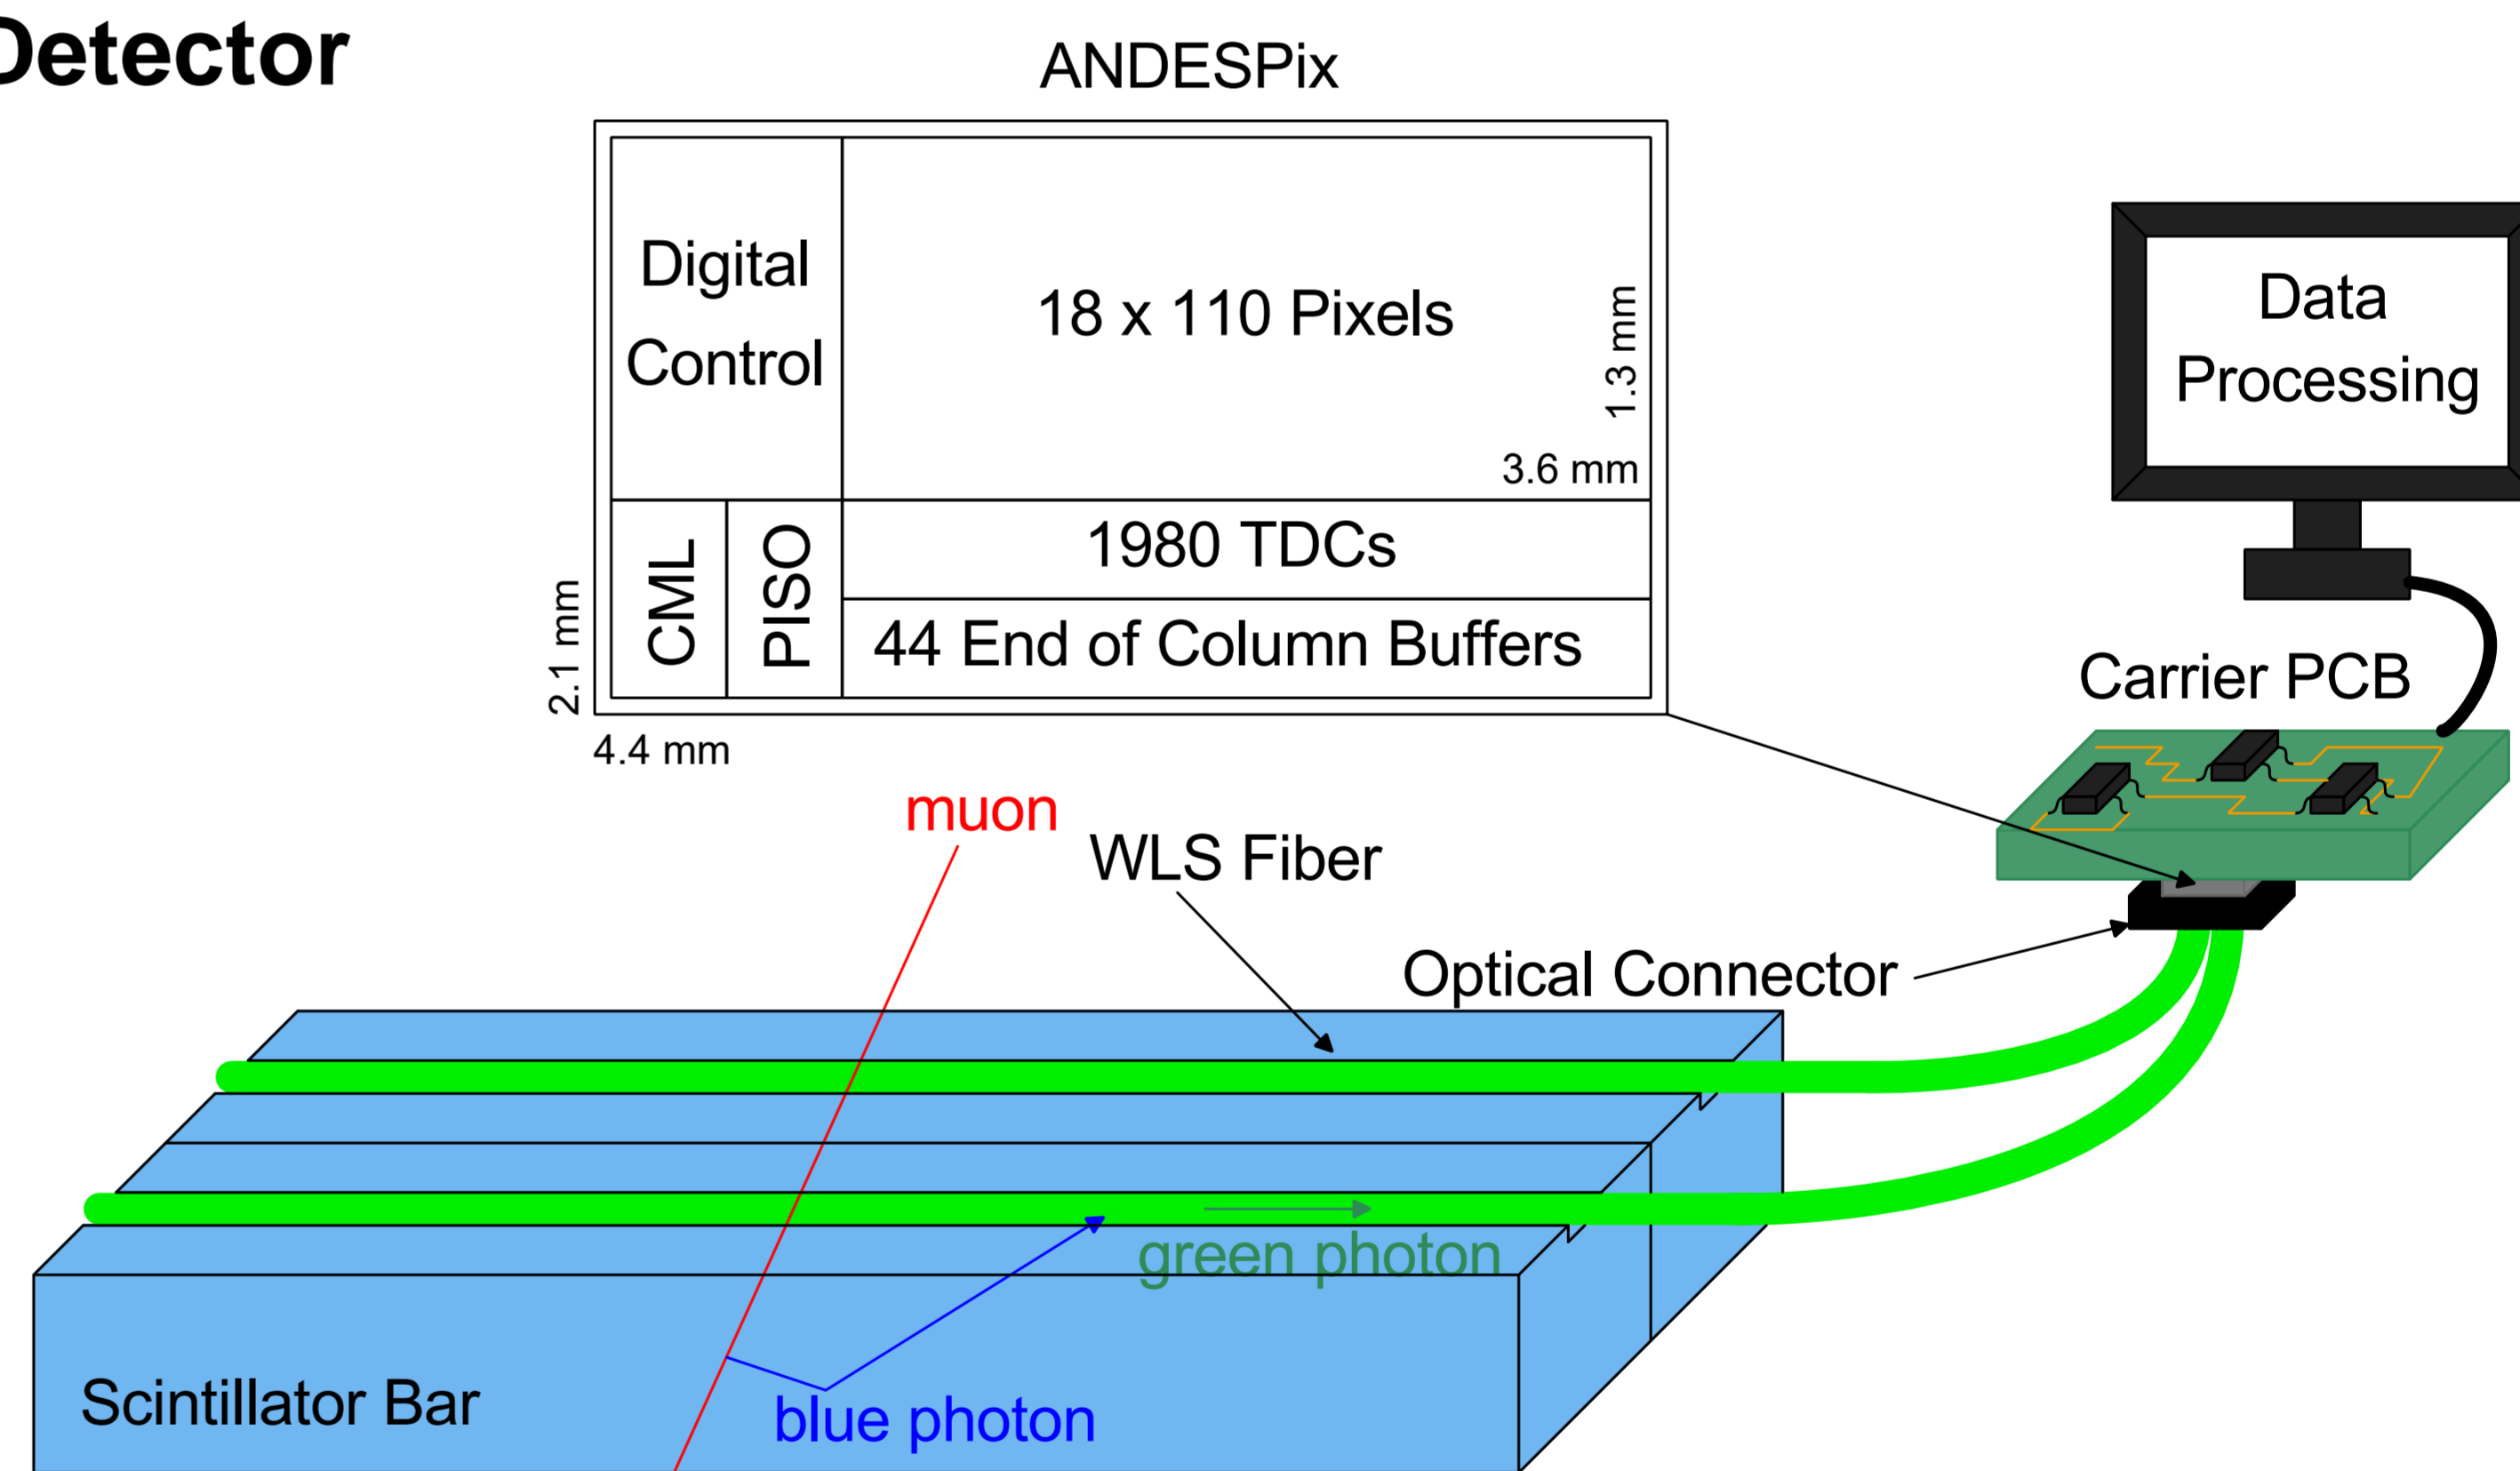 Detector
ANDESPix
Digital
Control
18 x 110 Pixels
1.3 mm
3.6 mm
Data
Processing
CML
PISO
1980 TDCs
44 End of Column Buffers
2.1 mm
4.4 mm
Carrier PCB
muon
WLS Fiber
Optical Connector
green photon
Scintillator Bar
blue photon